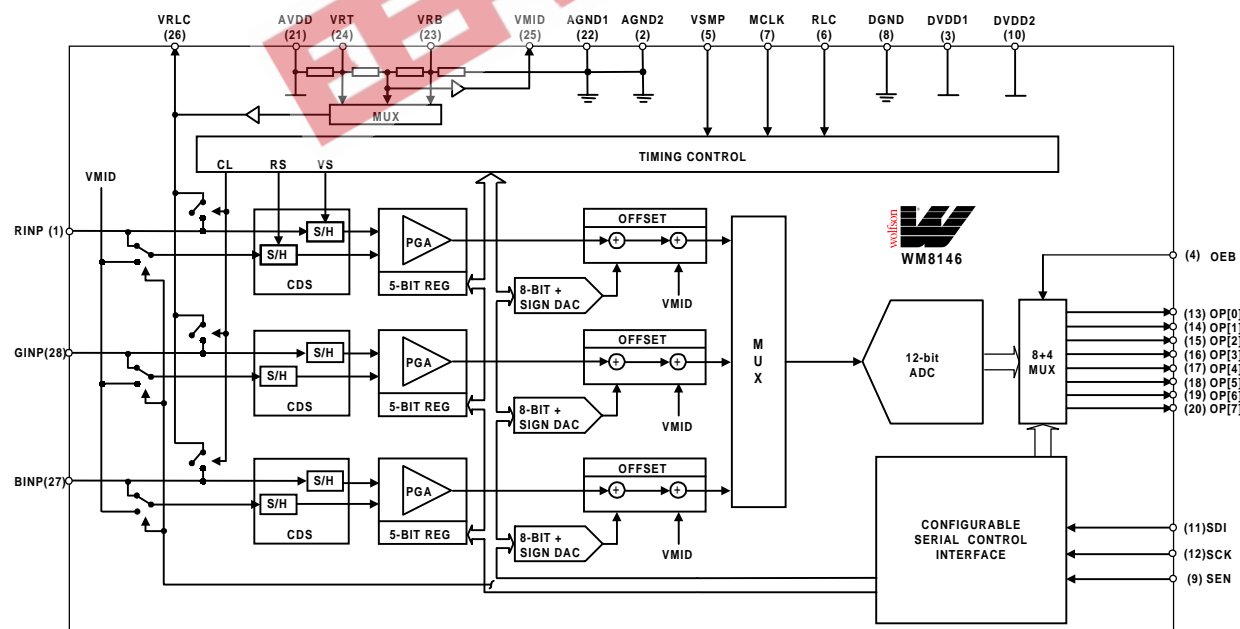 VRLC AVDD VRT VRB VMID AGND1 AGND2 VSMP MCLK RLC DGND DVDD1 DVDD2
(26) (21) (24) (23) (25) (22) (2) (5) (7) (6) (8) (3) (10)
MUX
TIMING CONTROL
CL RS VS
VMID
RINP (1)
S/H
S/H
CDS
PGA
5-BIT REG
OFFSET
+ +
8-BIT +
SIGN DAC
VMID
wolfson
WM8146
(4) OEB
GINP(28)
S/H
S/H
CDS
PGA
5-BIT REG
OFFSET
+ +
8-BIT +
SIGN DAC
VMID
M
U
X
12-bit
ADC
8+4
MUX
(13) OP[0]
(14) OP[1]
(15) OP[2]
(16) OP[3]
(17) OP[4]
(18) OP[5]
(19) OP[6]
(20) OP[7]
BINP(27)
S/H
S/H
CDS
PGA
5-BIT REG
OFFSET
+ +
8-BIT +
SIGN DAC
VMID
CONFIGURABLE
SERIAL CONTROL
INTERFACE
(11)SDI
(12)SCK
(9) SEN